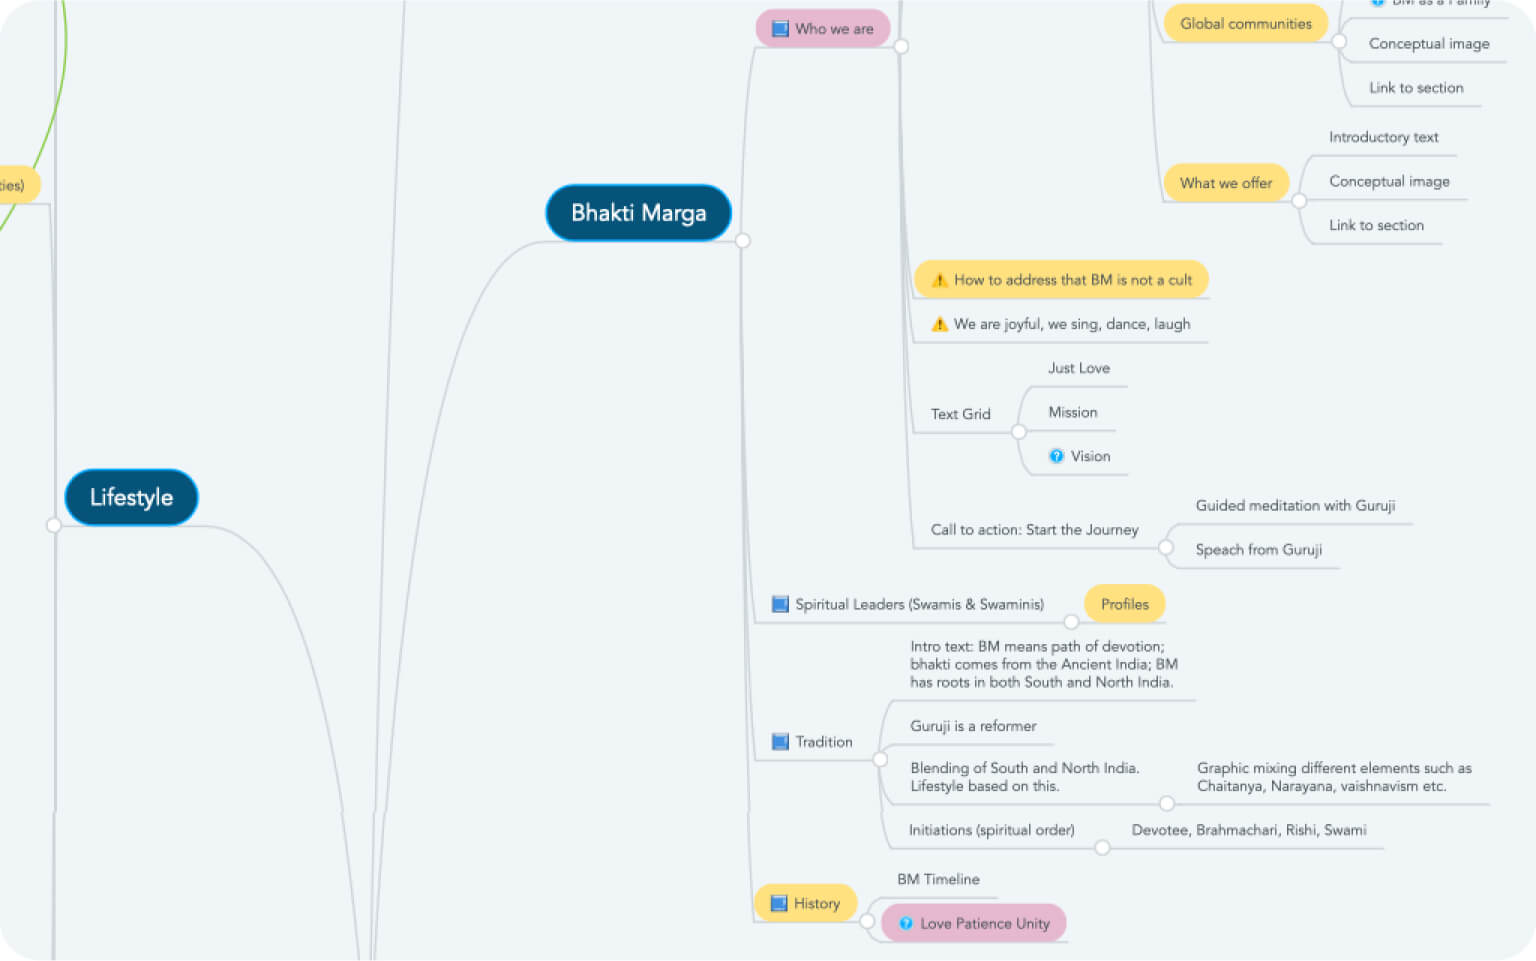 BM as a Family
Who we are
Global communities
Conceptual image
Link to section
Introductory text
ties)
What we offer
Conceptual image
Bhakti Marga
Link to section
How to address that BM is not a cult
We are joyful, we sing, dance, laugh
Just Love
Text Grid
Mission
Vision
Lifestyle
Guided meditation with Guruji
Call to action: Start the Journey
Speach from Guruji
Spiritual Leaders (Swamis & Swaminis)
Profiles
Intro text: BM means path of devotion;
bhakti comes from the Ancient India; BM
has roots in both South and North India.
Guruji is a reformer
Tradition
Blending of South and North India.
Lifestyle based on this.
Graphic mixing different elements such as
Chaitanya, Narayana, vaishnavism etc.
Initiations (spiritual order)
Devotee, Brahmachari, Rishi, Swami
BM Timeline
History
Love Patience Unity